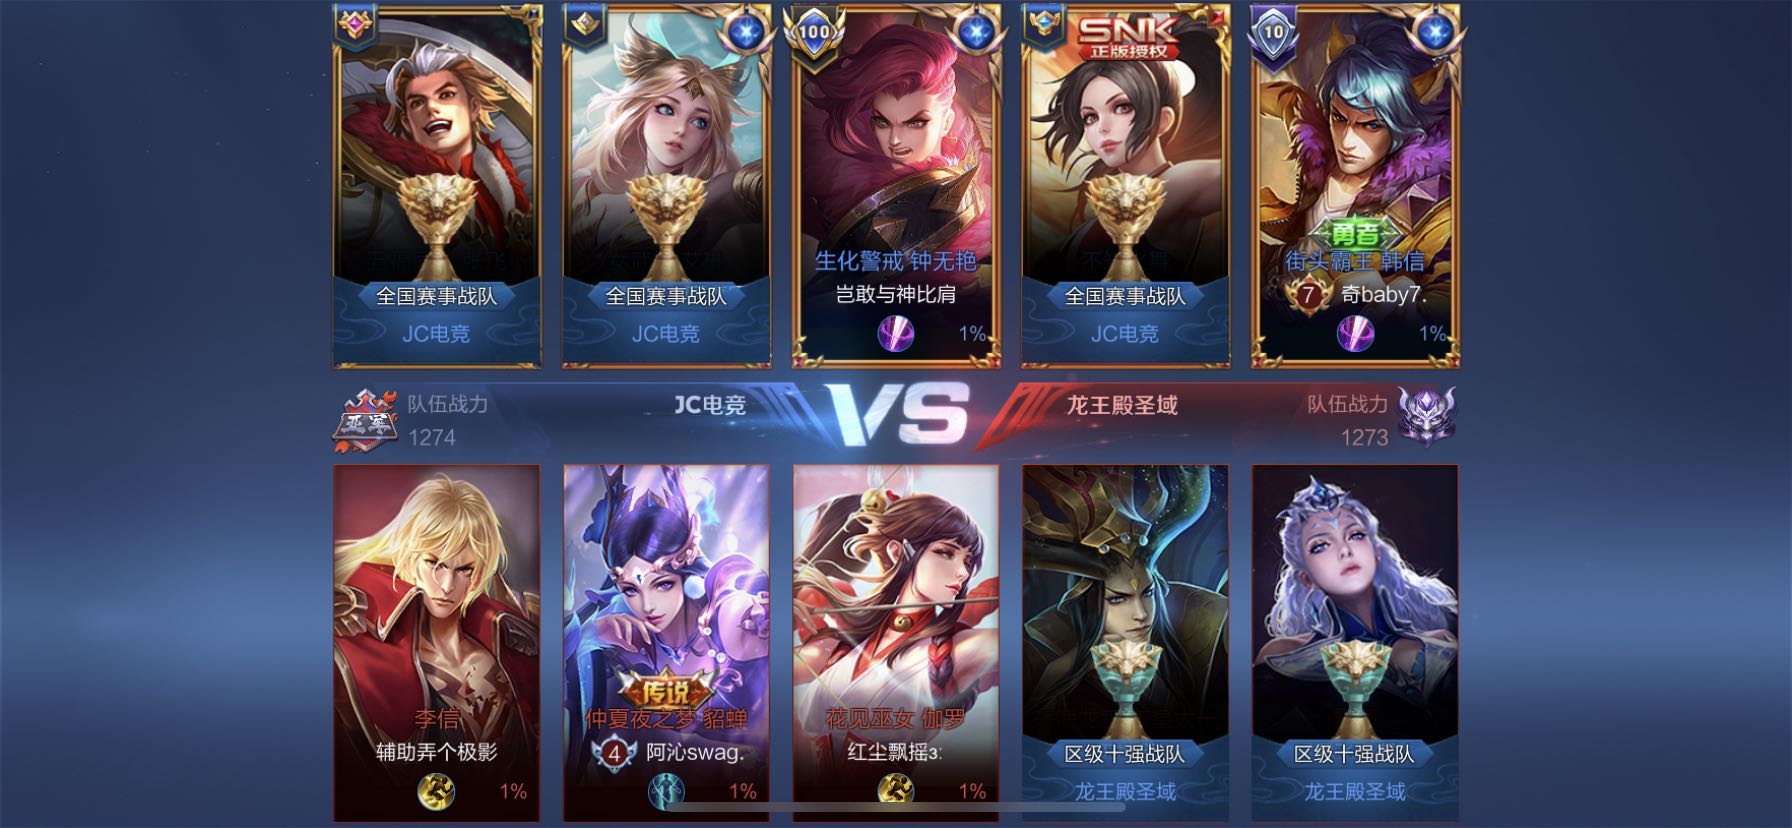 100
SNK
正版授权
10
勇者
生化警戒 钟无艳
街头霸王 韩信
全国赛事战队
全国赛事战队
岂敢与神比肩
全国赛事战队
7 奇baby7.
JC电竞
JC电竞
1%
JC电竞
1%
亚军
队伍战力
1274
JC电竞
VS
龙王殿圣域
队伍战力
1273
传说
李信
仲夏夜之梦 貂蝉
花见巫女 伽罗
辅助弄个极影
4 阿沁swag.
红尘飘摇3:
区级十强战队
区级十强战队
1%
1%
1%
龙王殿圣域
龙王殿圣域